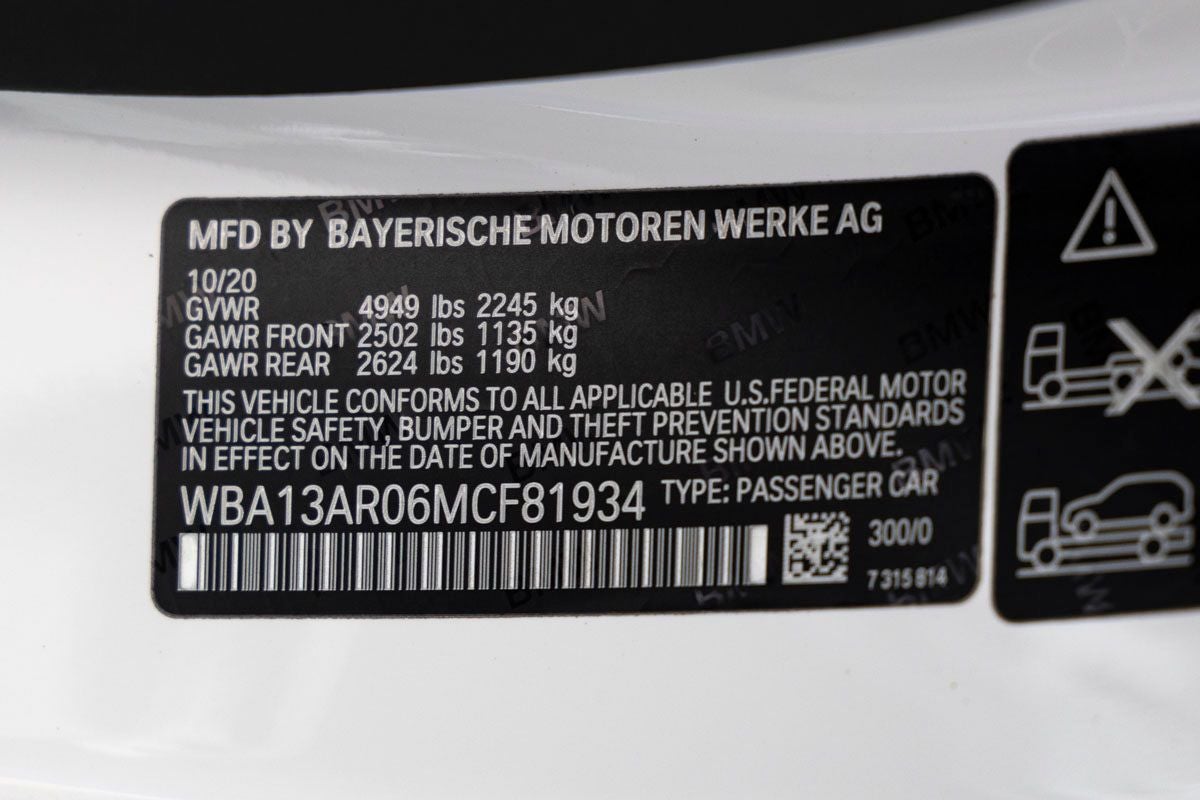 MFD BY BAYERISCHE MOTOREN WERKE AG
10/20
GVWR 4949 lbs 2245 kg
GAWR FRONT 2502 lbs 1135 kg
GAWR REAR 2624 lbs 1190 kg
THIS VEHICLE CONFORMS TO ALL APPLICABLE U.S.FEDERAL MOTOR
VEHICLE SAFETY, BUMPER AND THEFT PREVENTION STANDARDS
IN EFFECT ON THE DATE OF MANUFACTURE SHOWN ABOVE.
WBA13AR06MCF81934 TYPE: PASSENGER CAR
300/0
7 315 814